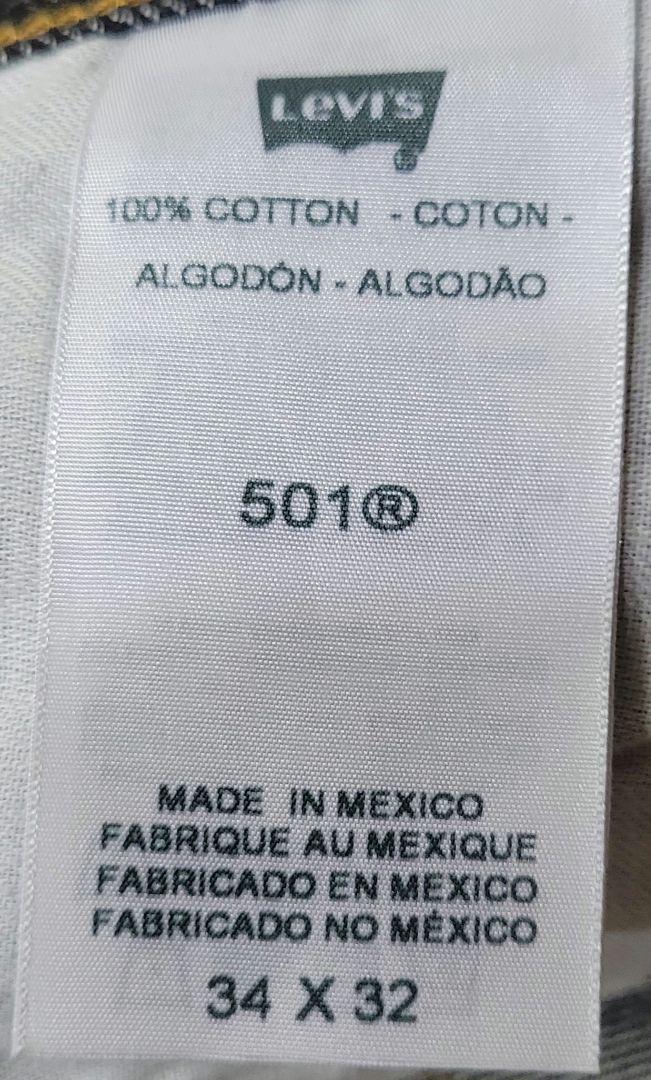 Levi's®
100% COTTON - COTON -
ALGODÓN - ALGODÃO
501®
MADE IN MEXICO
FABRIQUE AU MEXIQUE
FABRICADO EN MEXICO
FABRICADO NO MÉXICO
34 X 32